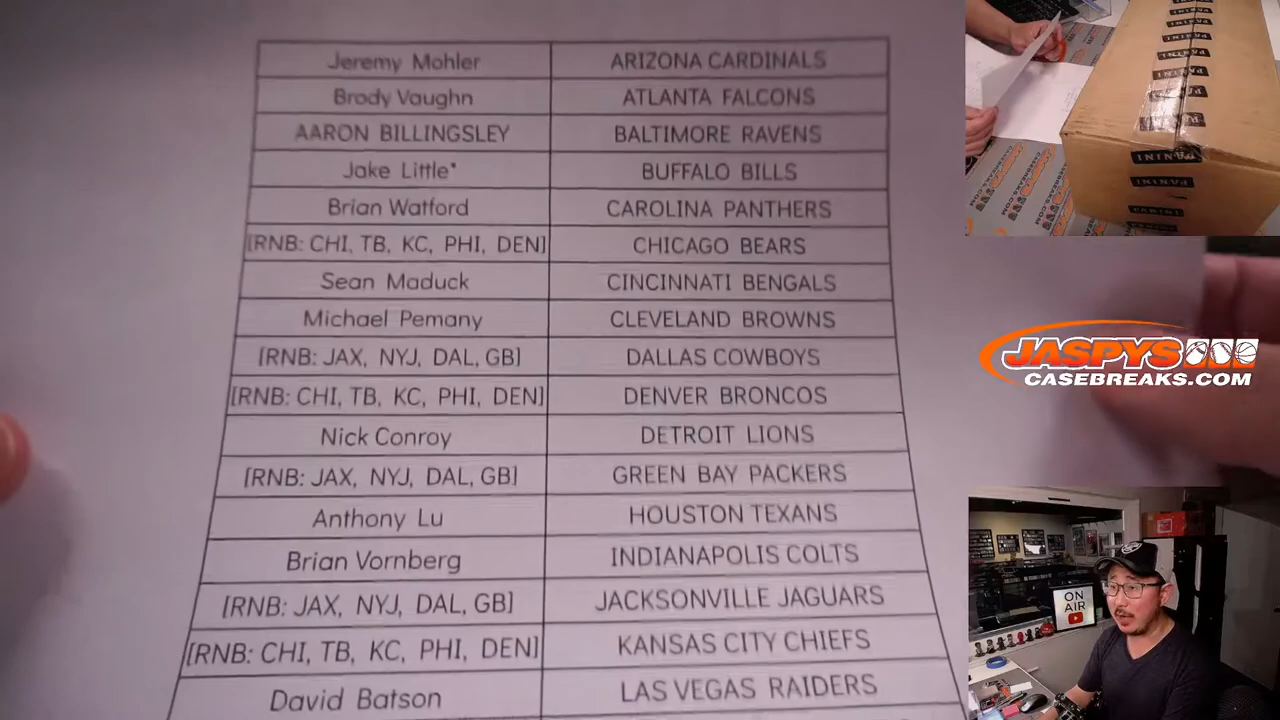 Jeremy Mohler ARIZONA CARDINALS
Brody Vaughn ATLANTA FALCONS
AARON BILLINGSLEY BALTIMORE RAVENS
Jake Little* BUFFALO BILLS
Brian Watford CAROLINA PANTHERS
[RNB: CHI, TB, KC, PHI, DEN] CHICAGO BEARS
Sean Maduck CINCINNATI BENGALS
Michael Pemany CLEVELAND BROWNS
[RNB: JAX, NYJ, DAL, GB] DALLAS COWBOYS
[RNB: CHI, TB, KC, PHI, DEN] DENVER BRONCOS
Nick Conroy DETROIT LIONS
[RNB: JAX, NYJ, DAL, GB] GREEN BAY PACKERS
Anthony Lu HOUSTON TEXANS
Brian Vornberg INDIANAPOLIS COLTS
[RNB: JAX, NYJ, DAL, GB] JACKSONVILLE JAGUARS
[RNB: CHI, TB, KC, PHI, DEN] KANSAS CITY CHIEFS
David Batson LAS VEGAS RAIDERS
PANINI
PANINI
PANINI
PANINI
JASPYS
CASEBREAKS.COM
ON
AIR